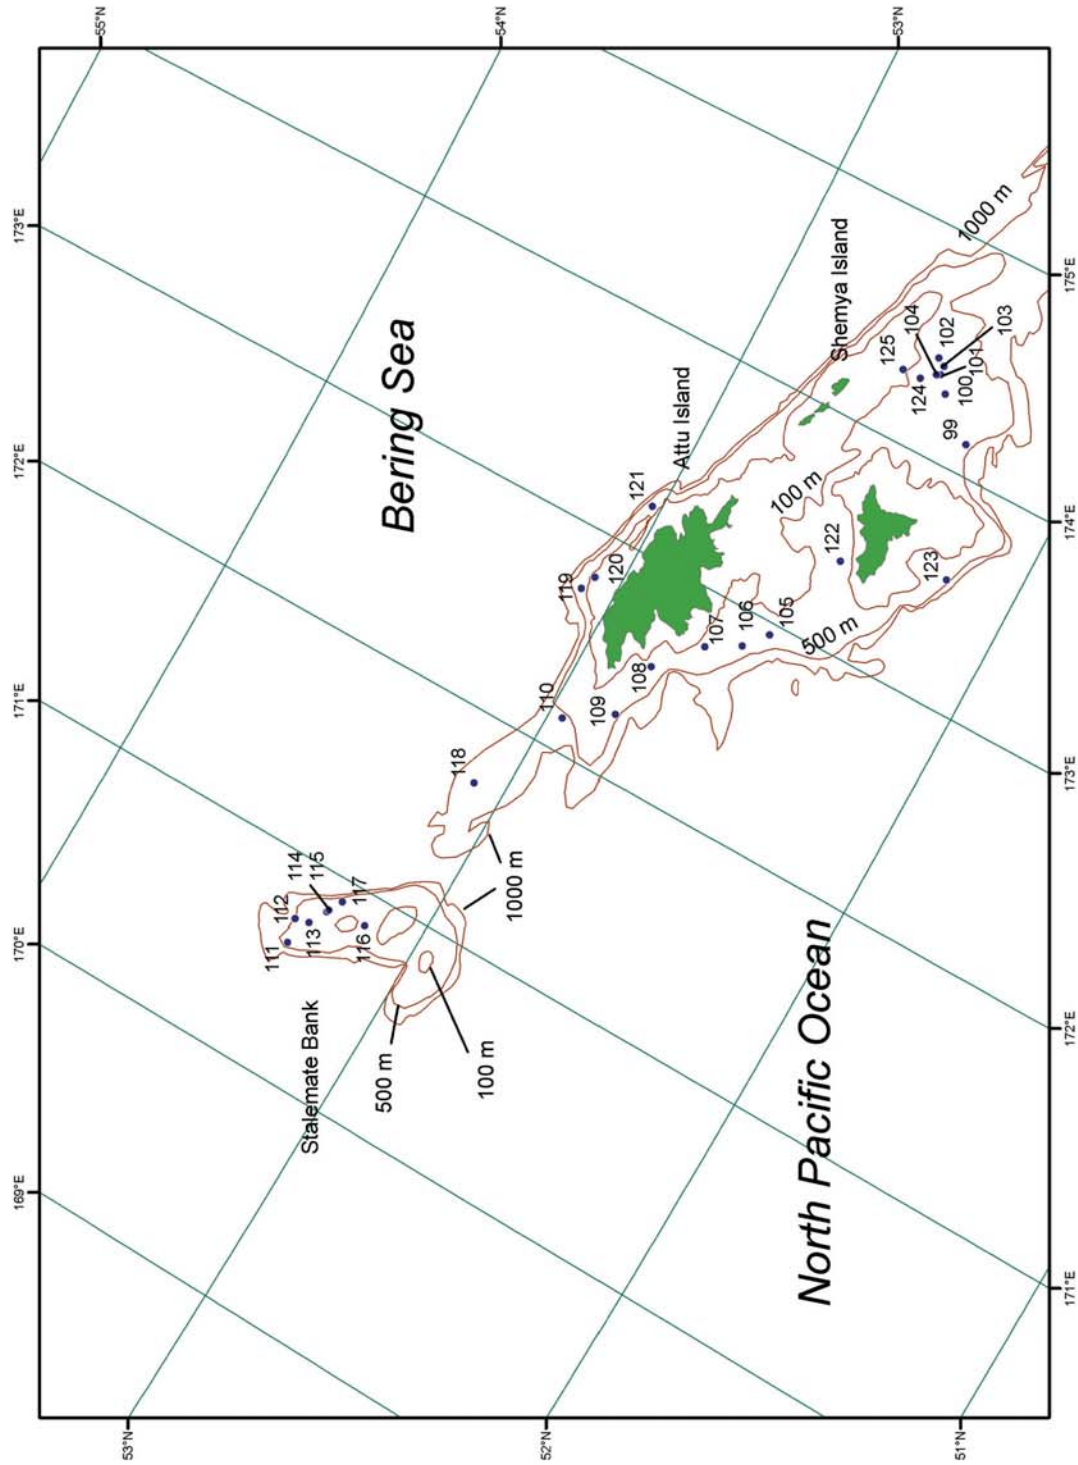 55°N
54°N
53°N
173°E
172°E
171°E
170°E
169°E
175°E
174°E
173°E
172°E
171°E
53°N
52°N
51°N
Bering Sea
North Pacific Ocean
Stalemate Bank
Attu Island
Shemya Island
1000 m
100 m
500 m
1000 m
500 m
100 m
111
112
113
114
115
116
117
118
110
109
108
107
106
105
119
120
121
122
123
99
100
101
102
103
104
124
125